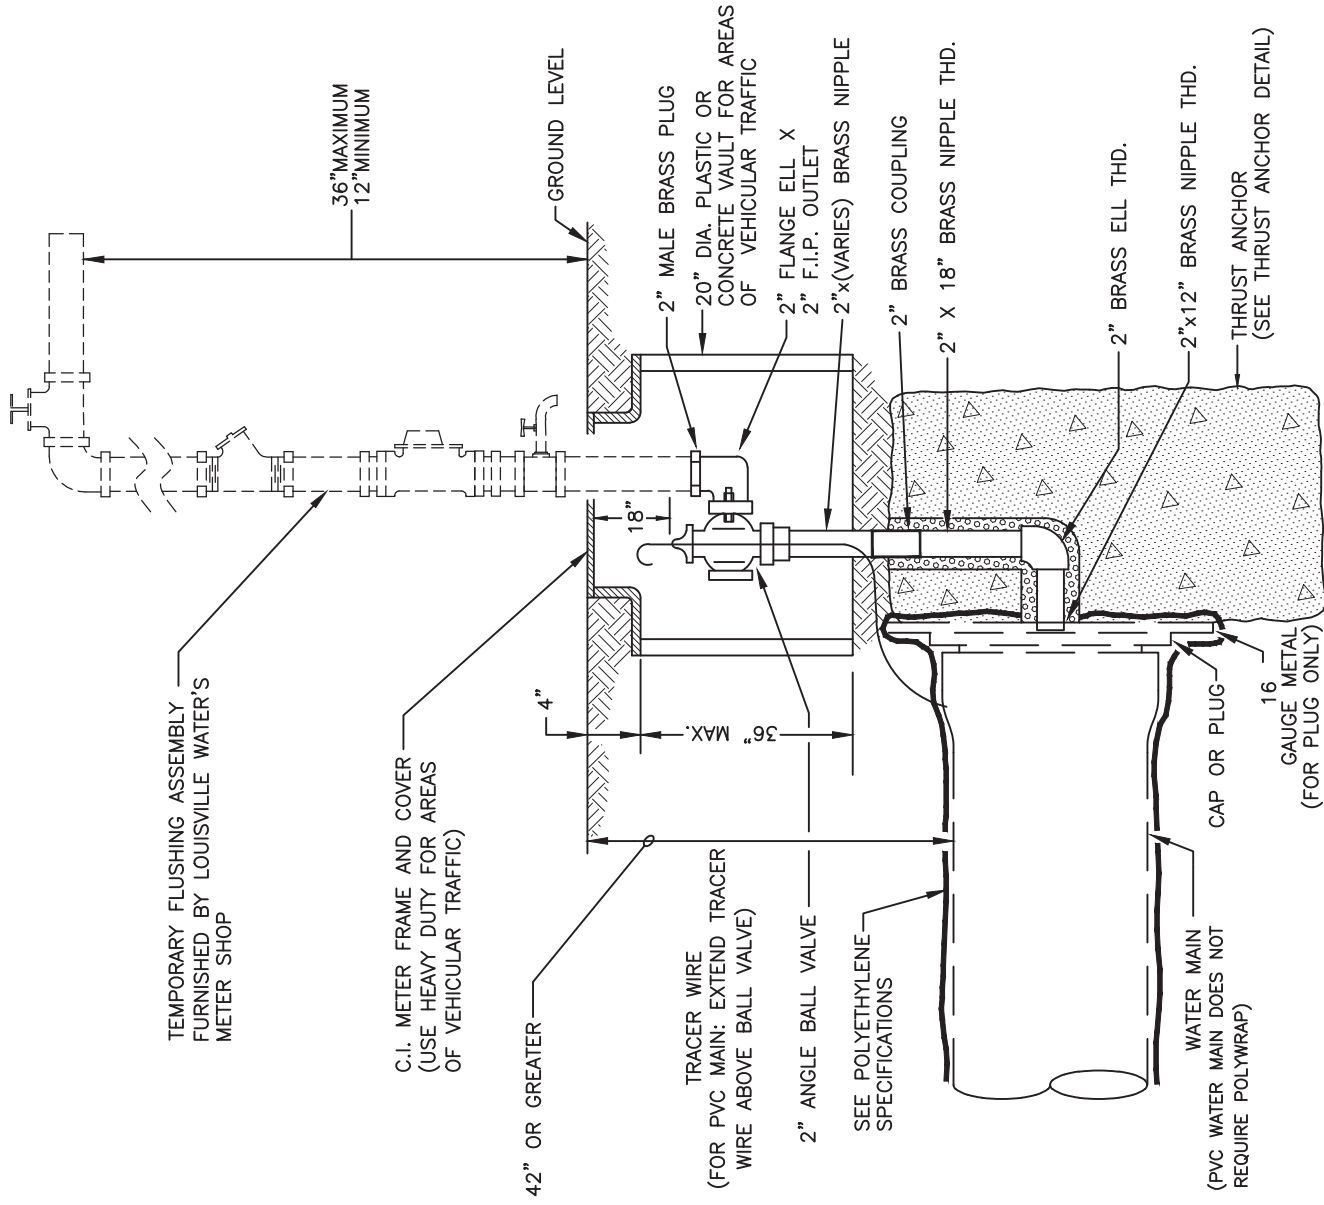 TEMPORARY FLUSHING ASSEMBLY
FURNISHED BY LOUISVILLE WATER'S
METER SHOP
C.I. METER FRAME AND COVER
(USE HEAVY DUTY FOR AREAS
OF VEHICULAR TRAFFIC)
42" OR GREATER
TRACER WIRE
(FOR PVC MAIN: EXTEND TRACER
WIRE ABOVE BALL VALVE)
2" ANGLE BALL VALVE
SEE POLYETHYLENE
SPECIFICATIONS
WATER MAIN
(PVC WATER MAIN DOES NOT
REQUIRE POLYWRAP)
4"
36" MAX.
18"
CAP OR PLUG
16
GAUGE METAL
(FOR PLUG ONLY)
36"MAXIMUM
12"MINIMUM
GROUND LEVEL
2" MALE BRASS PLUG
20" DIA. PLASTIC OR
CONCRETE VAULT FOR AREAS
OF VEHICULAR TRAFFIC
2" FLANGE ELL X
2" F.I.P. OUTLET
2"x(VARIES) BRASS NIPPLE
2" BRASS COUPLING
2" X 18" BRASS NIPPLE THD.
2" BRASS ELL THD.
2"x12" BRASS NIPPLE THD.
THRUST ANCHOR
(SEE THRUST ANCHOR DETAIL)